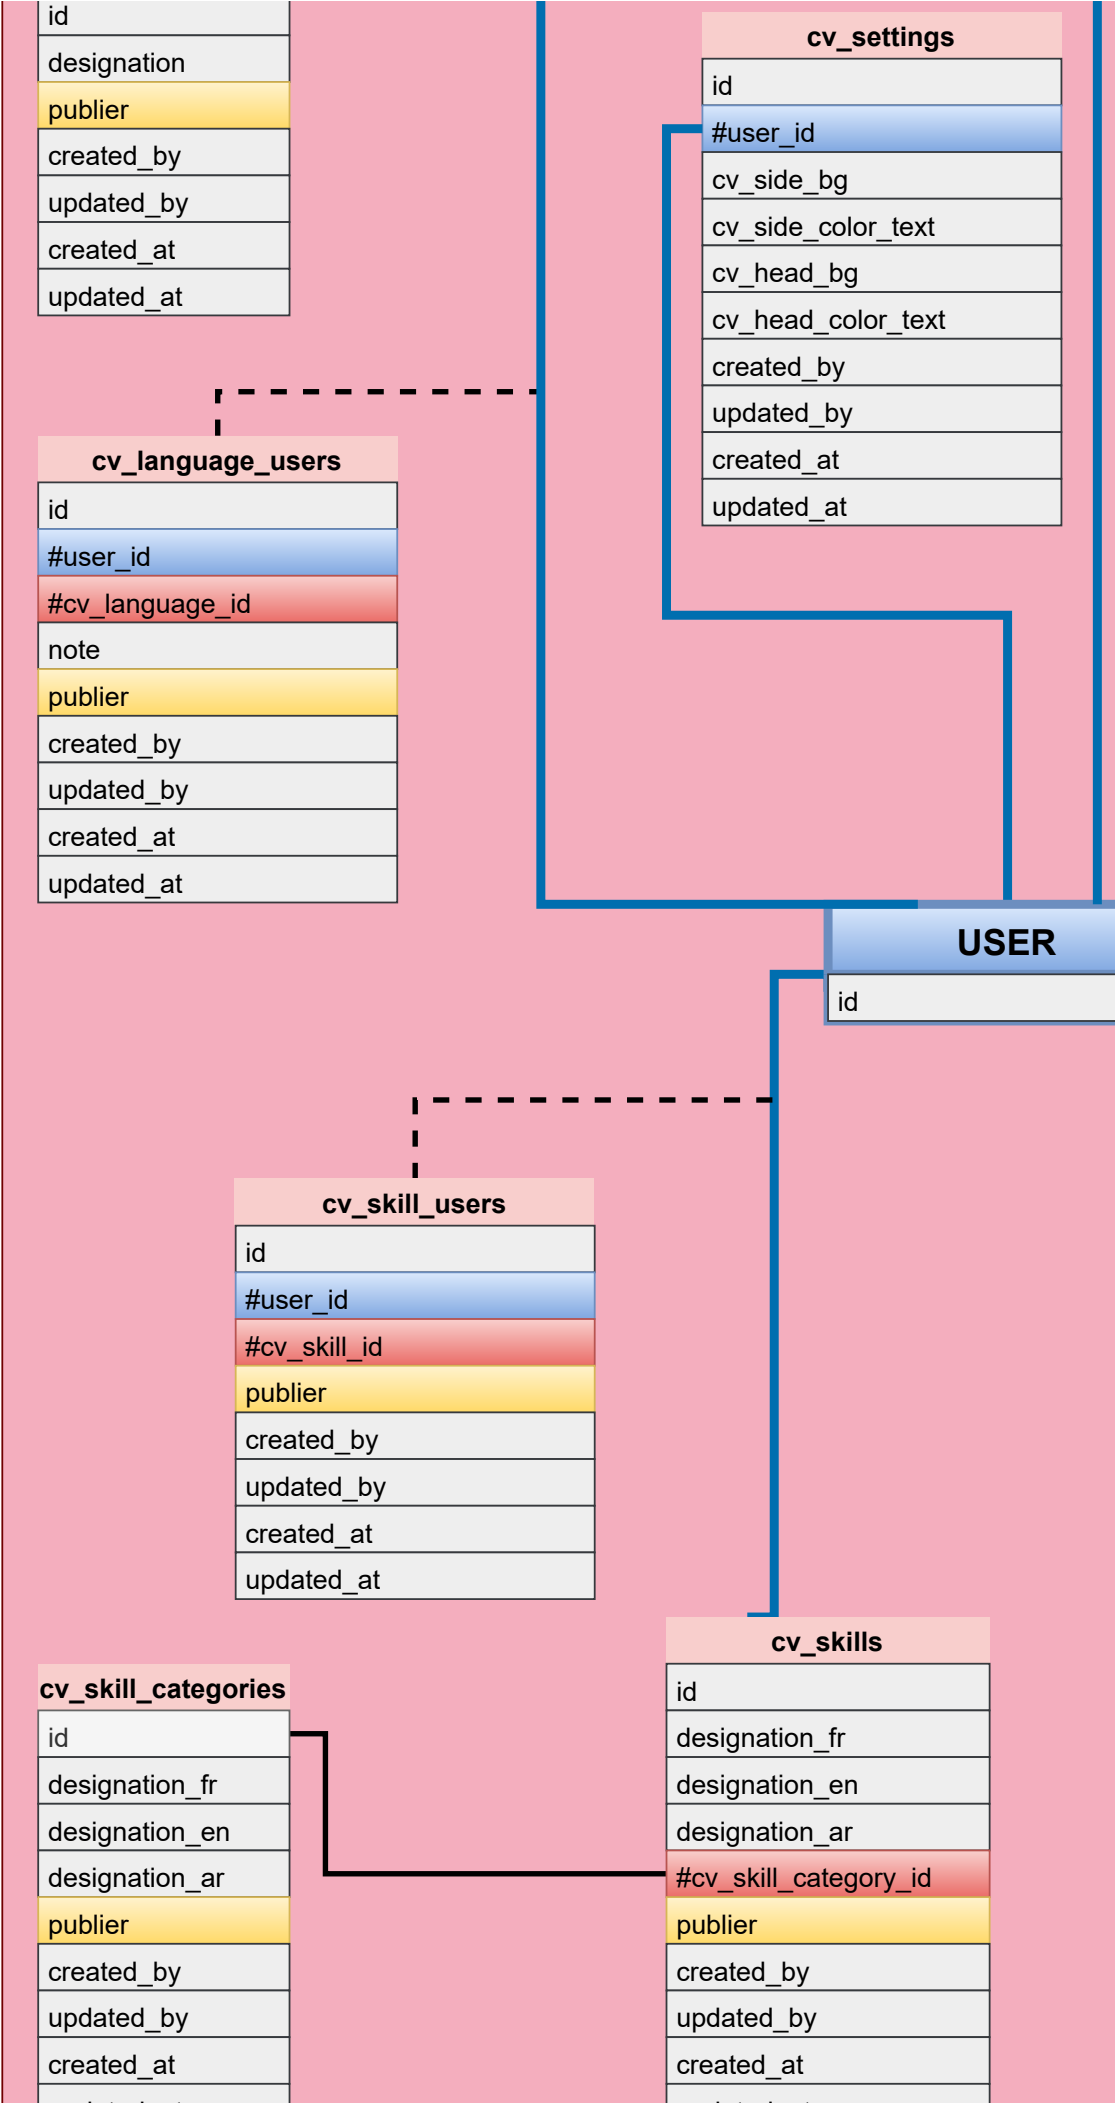 id
designation
publier
created_by
updated_by
created_at
updated_at
cv_settings
id
#user_id
cv_side_bg
cv_side_color_text
cv_head_bg
cv_head_color_text
created_by
updated_by
created_at
updated_at
cv_language_users
id
#user_id
#cv_language_id
note
publier
created_by
updated_by
created_at
updated_at
USER
id
cv_skill_users
id
#user_id
#cv_skill_id
publier
created_by
updated_by
created_at
updated_at
cv_skill_categories
id
designation_fr
designation_en
designation_ar
publier
created_by
updated_by
created_at
cv_skills
id
designation_fr
designation_en
designation_ar
#cv_skill_category_id
publier
created_by
updated_by
created_at